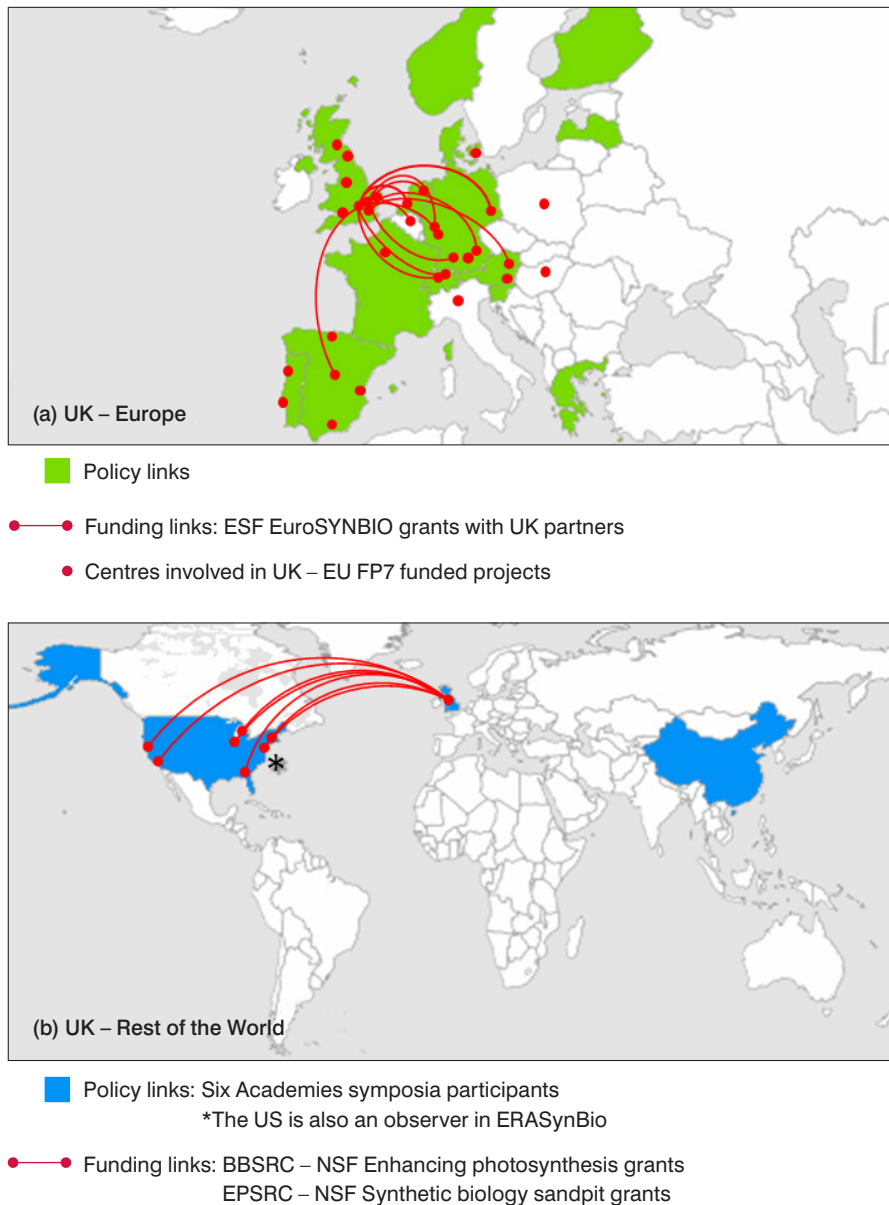 (a) UK – Europe
Policy links
Funding links: ESF EuroSYNBIO grants with UK partners
Centres involved in UK – EU FP7 funded projects
*
(b) UK – Rest of the World
Policy links: Six Academies symposia participants
*The US is also an observer in ERASynBio
Funding links: BBSRC – NSF Enhancing photosynthesis grants
EPSRC – NSF Synthetic biology sandpit grants